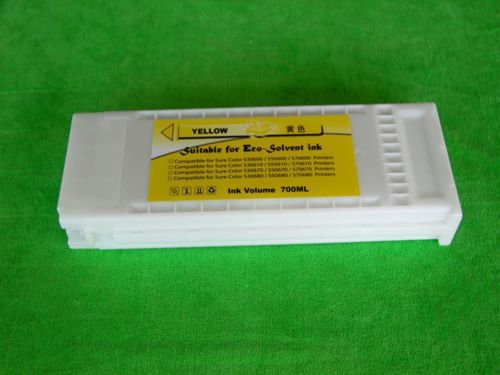 YELLOW 黄色
Suitable for Eco-Solvent ink
Compatible for Sure Color S30600 / S50600 / S70600 Printers
Compatible for Sure Color S30610 / S50610 / S70610 Printers
Compatible for Sure Color S30670 / S50670 / S70670 Printers
Compatible for Sure Color S30680 / S50680 / S70680 Printers
Ink Volume 700ML